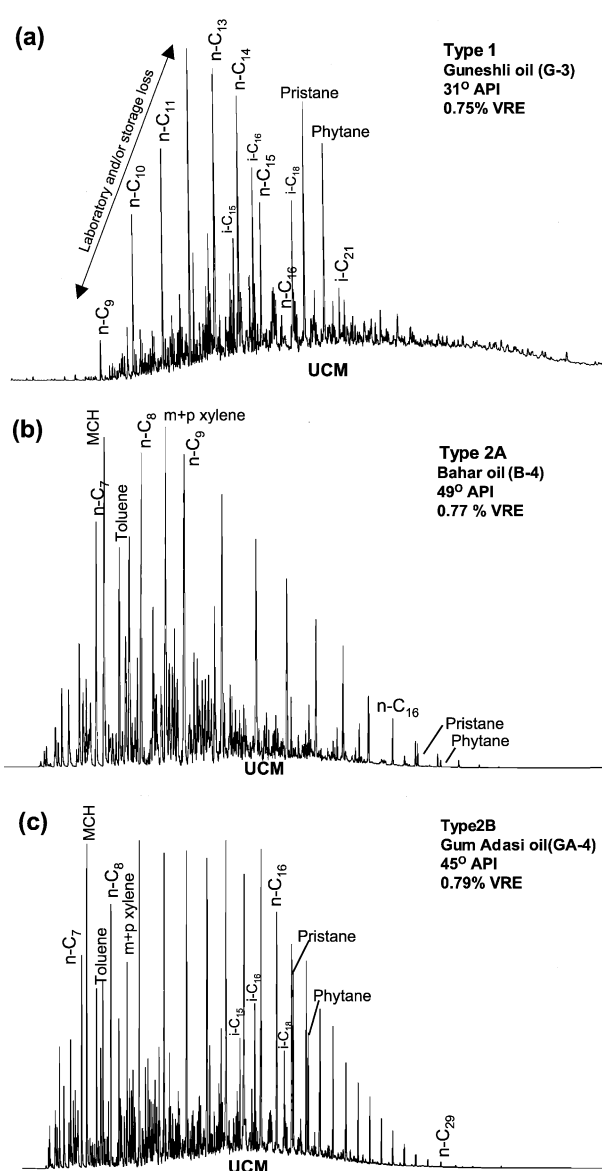 (a)
Type 1
Guneshli oil (G-3)
31O API
0.75% VRE
Laboratory and/or storage loss
n-C9
n-C10
n-C11
n-C13
n-C14
i-C15
i-C16
n-C15
n-C16
i-C18
Pristane
Phytane
i-C21
UCM
(b)
Type 2A
Bahar oil (B-4)
49O API
0.77 % VRE
n-C7
MCH
Toluene
n-C8
m+p xylene
n-C9
n-C16
Pristane
Phytane
UCM
(c)
Type2B
Gum Adasi oil(GA-4)
45O API
0.79% VRE
n-C7
MCH
Toluene
n-C8
m+p xylene
i-C15
i-C16
n-C16
i-C18
Pristane
Phytane
n-C29
UCM